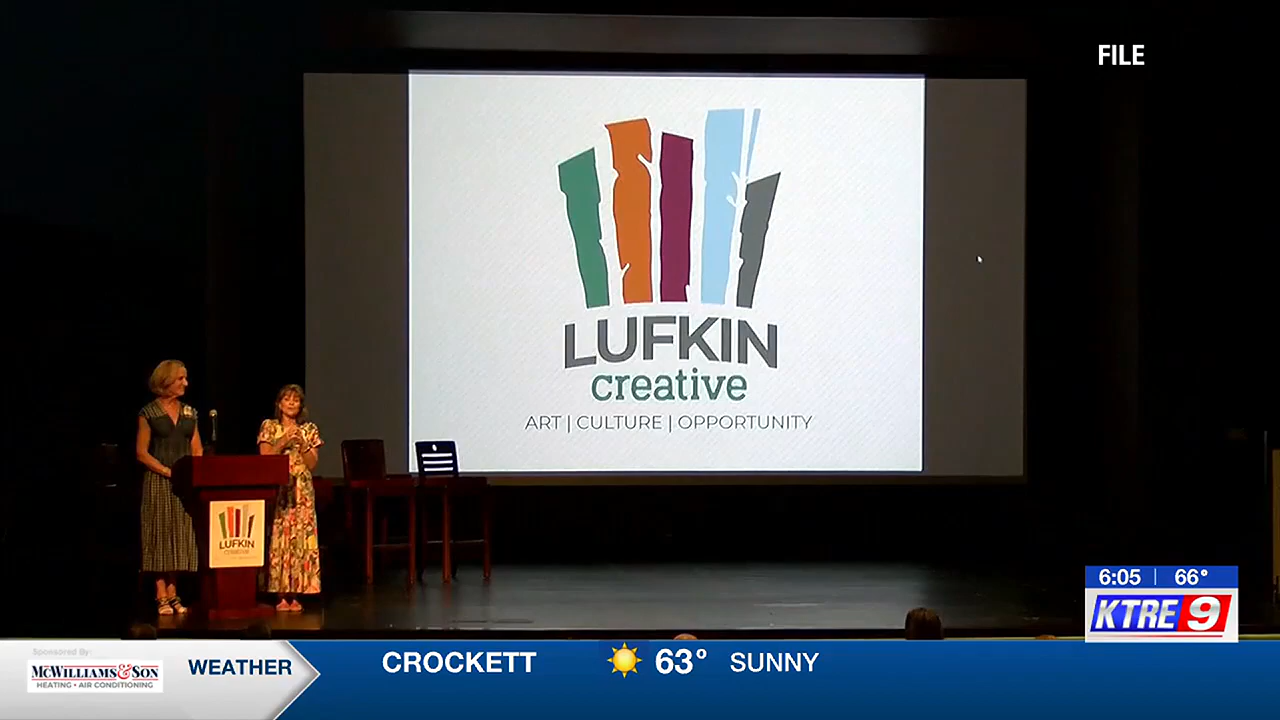 FILE
LUFKIN
creative
ART | CULTURE | OPPORTUNITY
LUFKIN
6:05 | 66°
KTRE 9
Sponsored By:
McWILLIAMS & SON
HEATING • AIR CONDITIONING
WEATHER
CROCKETT 63° SUNNY